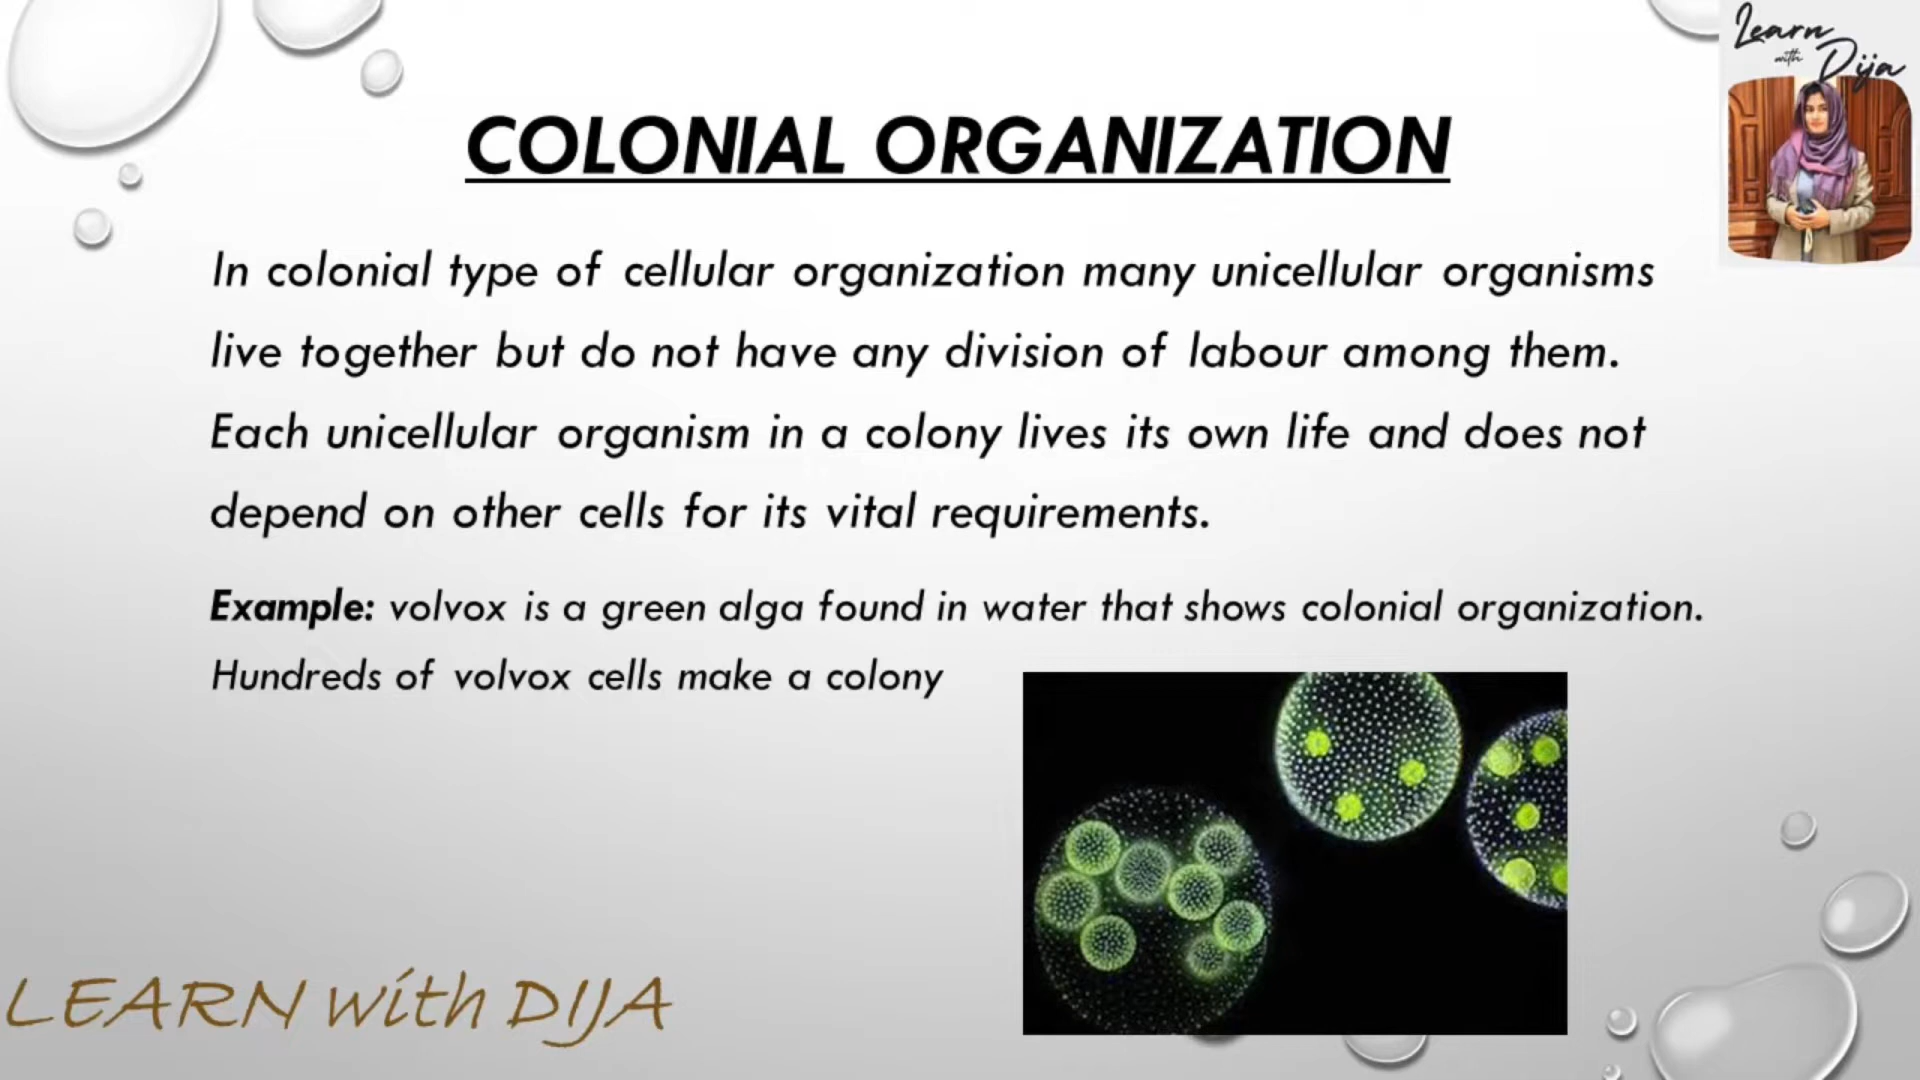 Learn
with
Dija
COLONIAL ORGANIZATION
In colonial type of cellular organization many unicellular organisms
live together but do not have any division of labour among them.
Each unicellular organism in a colony lives its own life and does not
depend on other cells for its vital requirements.
Example: volvox is a green alga found in water that shows colonial organization.
Hundreds of volvox cells make a colony
LEARN with DIJA